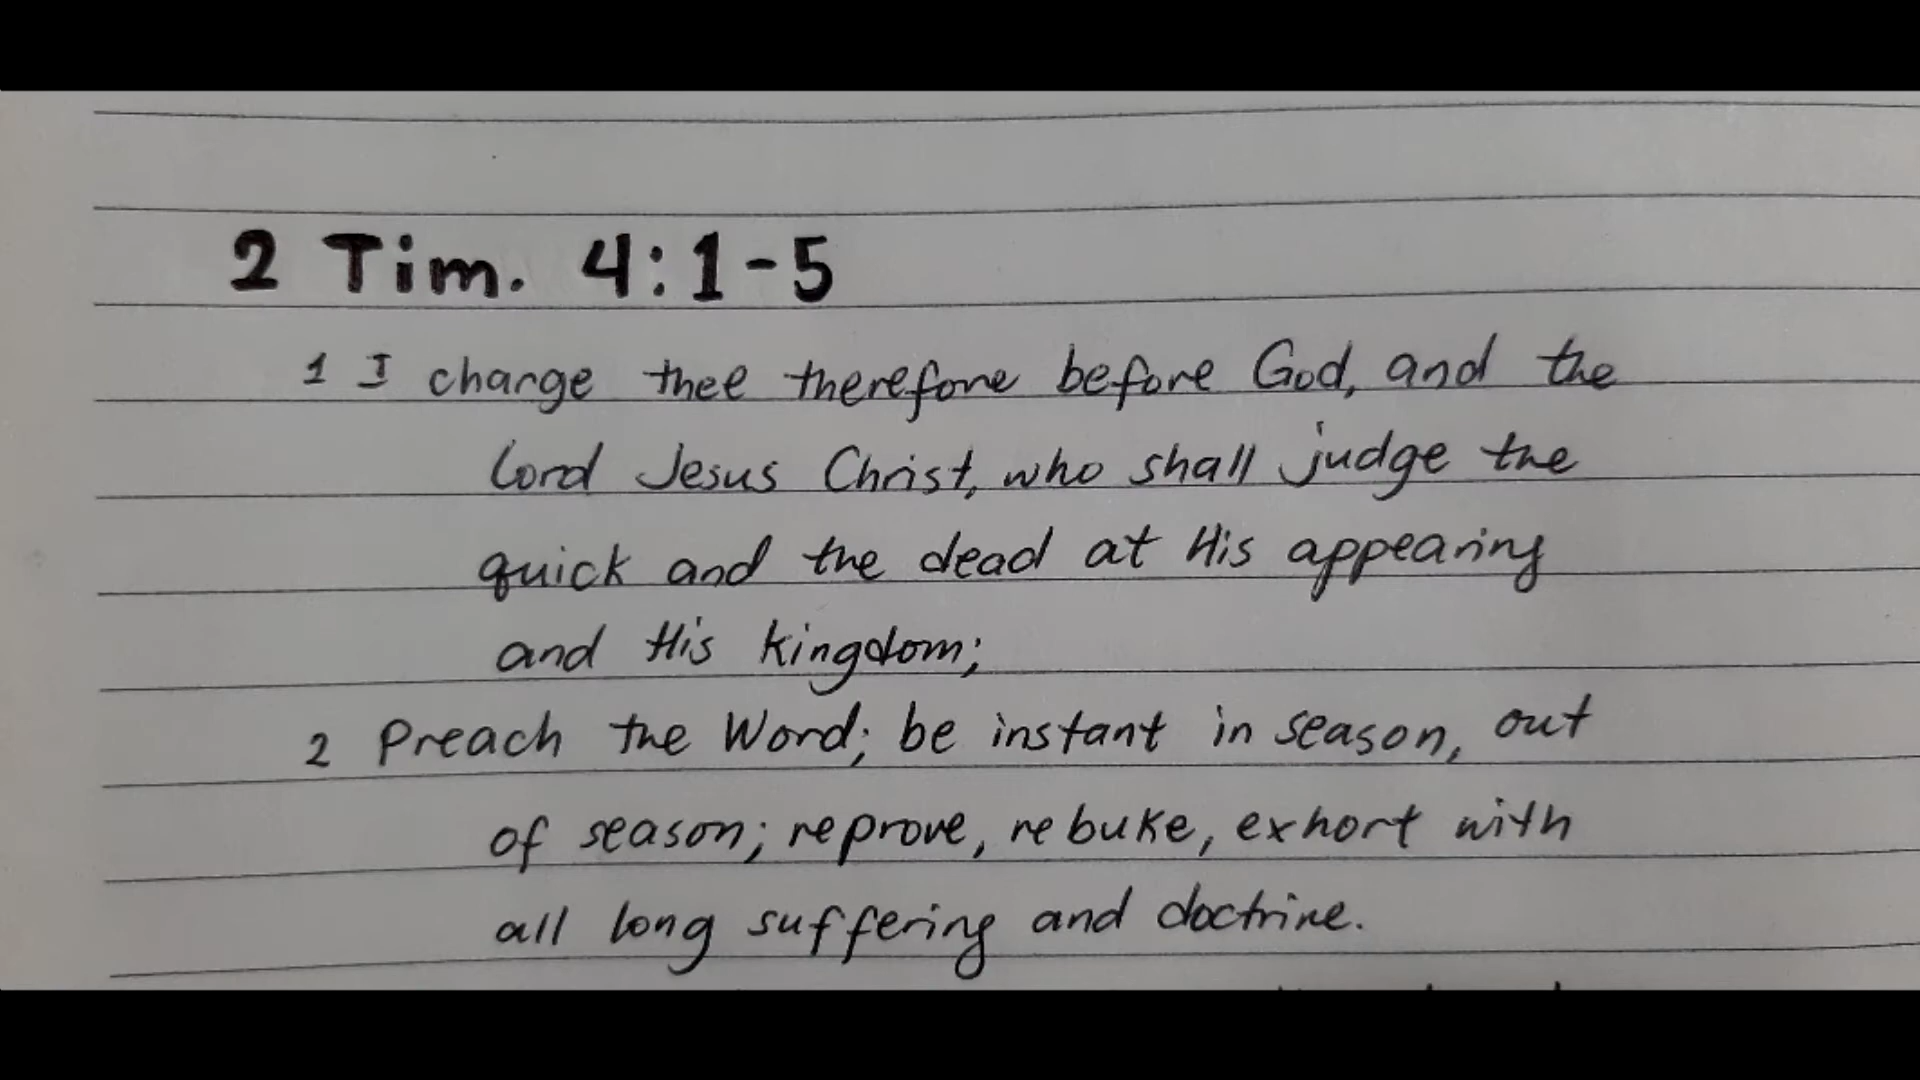 2 Tim. 4:1-5
1 I charge thee therefore before God, and the
Lord Jesus Christ, who shall judge the
quick and the dead at His appearing
and His kingdom;
2 Preach the Word; be instant in season, out
of season; reprove, rebuke, exhort with
all long suffering and doctrine.